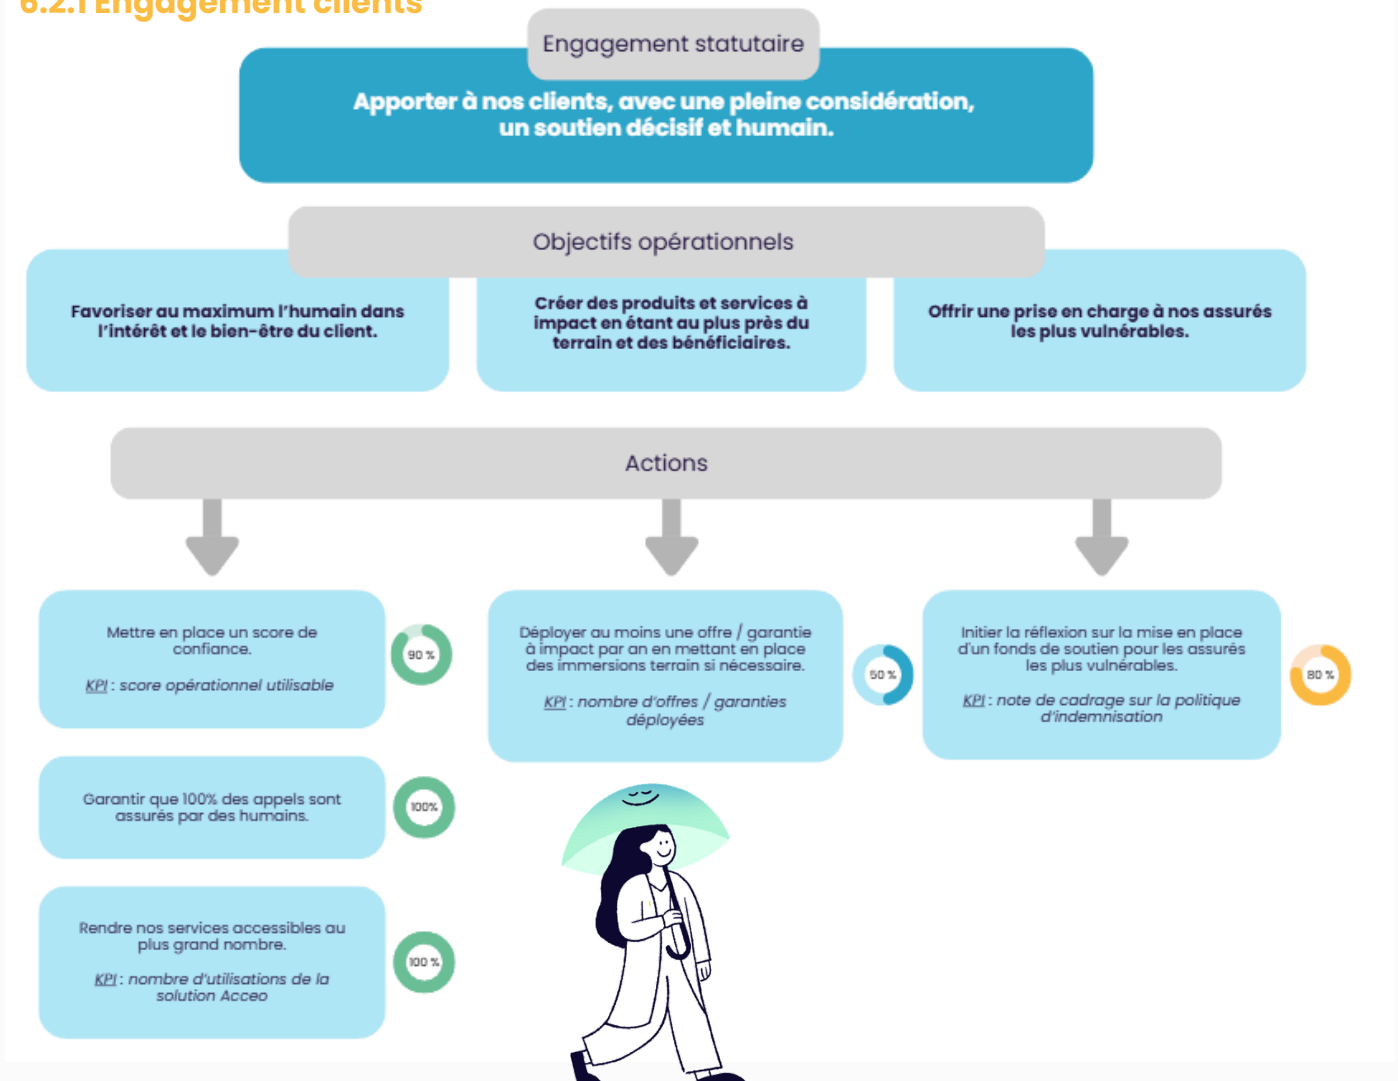 6.2.1 Engagement clients
Engagement statutaire
Apporter à nos clients, avec une pleine considération,
un soutien décisif et humain.
Objectifs opérationnels
Favoriser au maximum l’humain dans
l’intérêt et le bien-être du client.
Créer des produits et services à
impact en étant au plus près du
terrain et des bénéficiaires.
Offrir une prise en charge à nos assurés
les plus vulnérables.
Actions
Mettre en place un score de
confiance.
KPI : score opérationnel utilisable
90 %
Déployer au moins une offre / garantie
à impact par an en mettant en place
des immersions terrain si nécessaire.
KPI : nombre d’offres / garanties
déployées
50 %
Initier la réflexion sur la mise en place
d'un fonds de soutien pour les assurés
les plus vulnérables.
KPI : note de cadrage sur la politique
d’indemnisation
80 %
Garantir que 100% des appels sont
assurés par des humains.
100%
Rendre nos services accessibles au
plus grand nombre.
KPI : nombre d’utilisations de la
solution Acceo
100 %